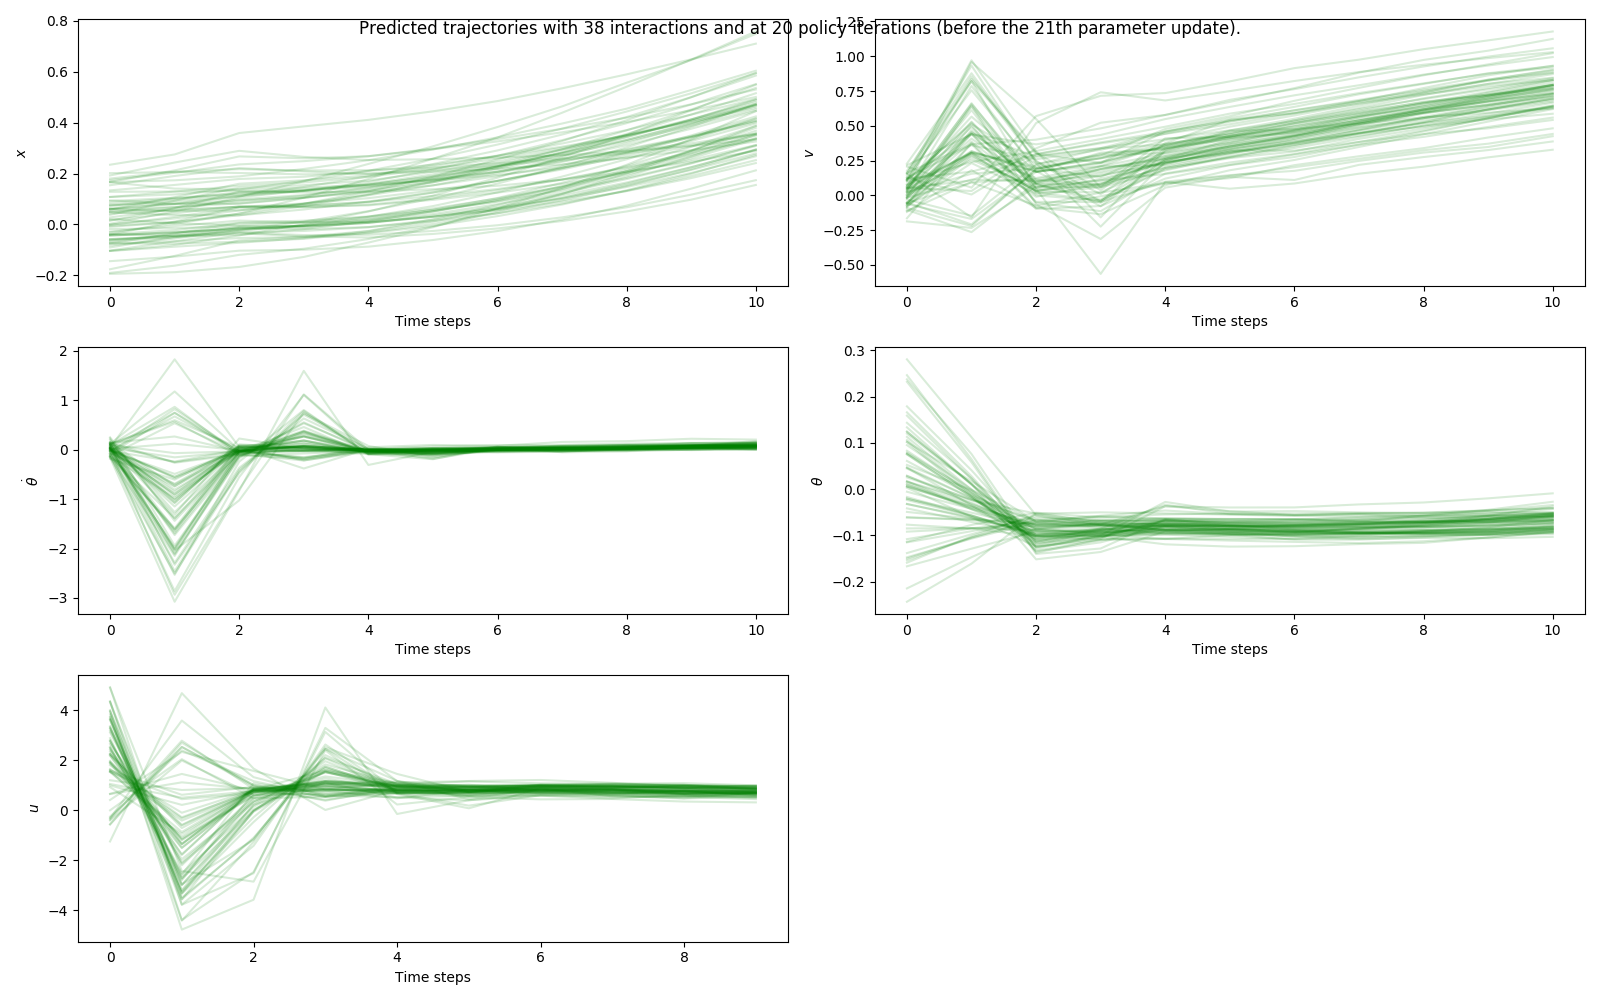 Predicted trajectories with 38 interactions and at 20 policy iterations (before the 21th parameter update).
0.8
0.6
0.4
0.2
0.0
−0.2
x
0 2 4 6 8 10
Time steps
1.25
1.00
0.75
0.50
0.25
0.00
−0.25
−0.50
v
0 2 4 6 8 10
Time steps
2
1
0
−1
−2
−3
θ̇
0 2 4 6 8 10
Time steps
0.3
0.2
0.1
0.0
−0.1
−0.2
θ
0 2 4 6 8 10
Time steps
4
2
0
−2
−4
u
0 2 4 6 8
Time steps